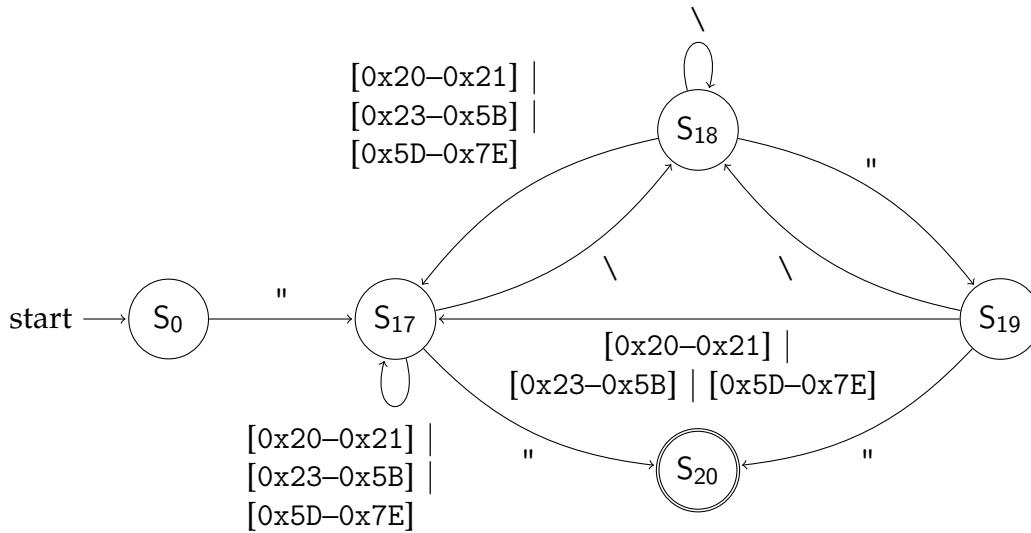 \
[0x20–0x21] |
[0x23–0x5B] |
[0x5D–0x7E]
S18
"
\
\
"
start
S0
S17
S19
[0x20–0x21] |
[0x23–0x5B] | [0x5D–0x7E]
[0x20–0x21] |
[0x23–0x5B] |
[0x5D–0x7E]
"
S20
"